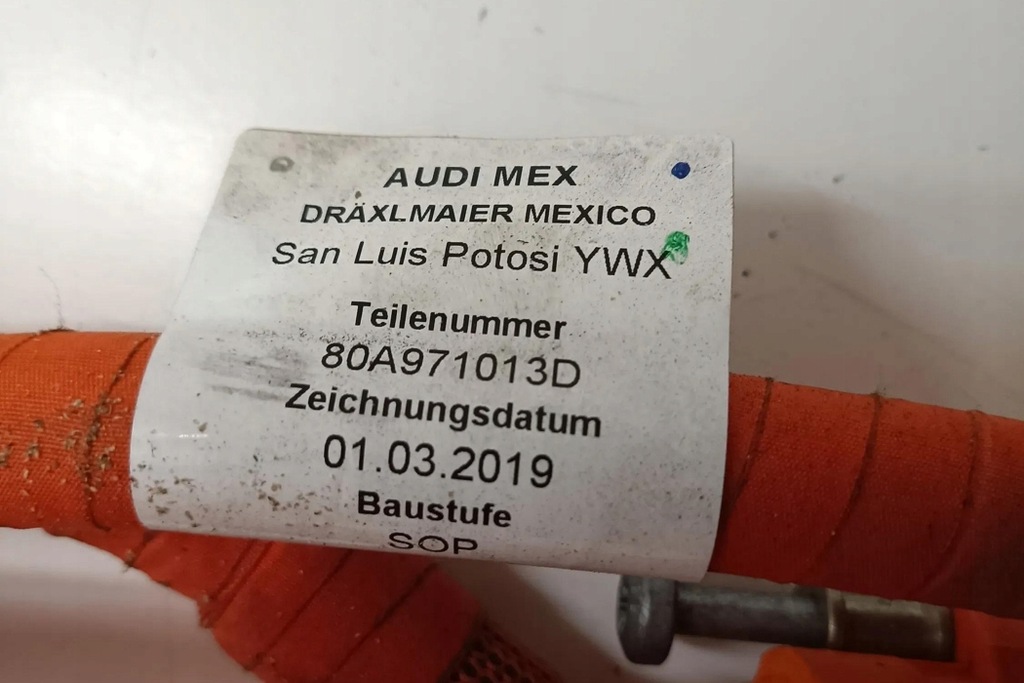 AUDI MEX
DRÄXLMAIER MEXICO
San Luis Potosi YWX
Teilenummer
80A971013D
Zeichnungsdatum
01.03.2019
Baustufe
SOP